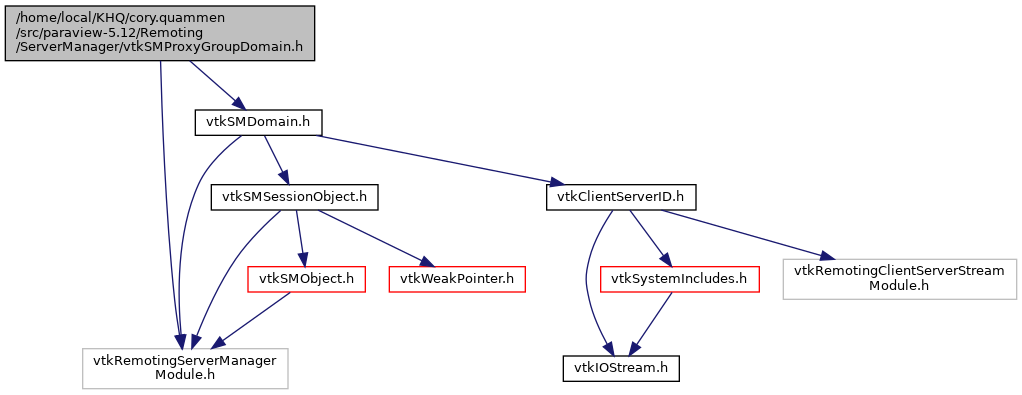 /home/local/KHQ/cory.quammen
/src/paraview-5.12/Remoting
/ServerManager/vtkSMProxyGroupDomain.h
vtkSMDomain.h
vtkSMSessionObject.h
vtkClientServerID.h
vtkSMObject.h
vtkWeakPointer.h
vtkSystemIncludes.h
vtkRemotingClientServerStream
Module.h
vtkRemotingServerManager
Module.h
vtkIOStream.h